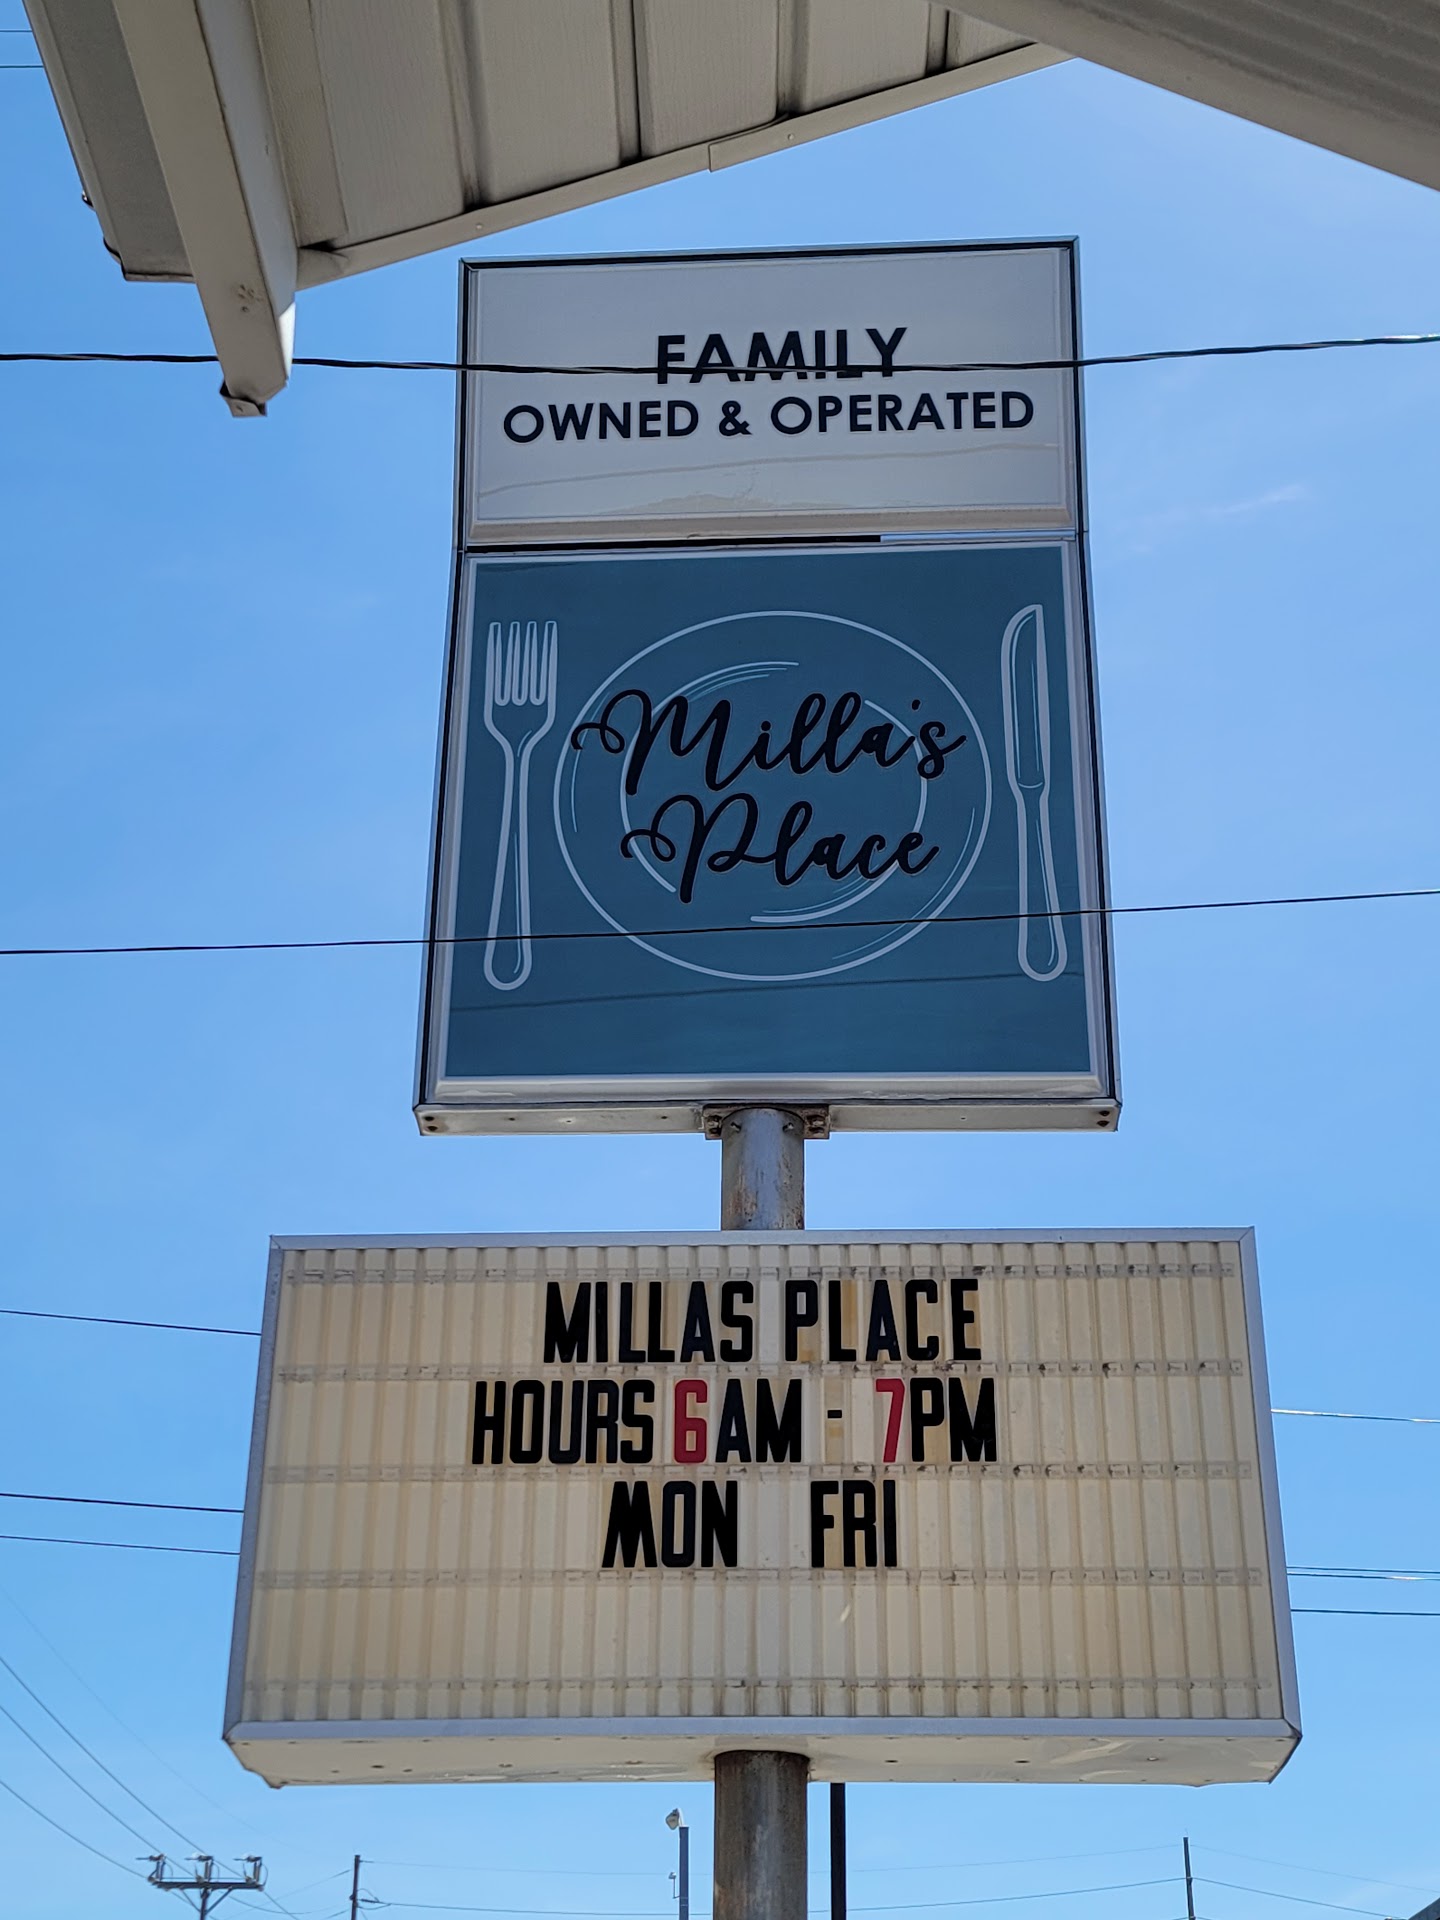 FAMILY
OWNED & OPERATED
Milla's
Place
MILLAS PLACE
HOURS 6AM - 7PM
MON FRI